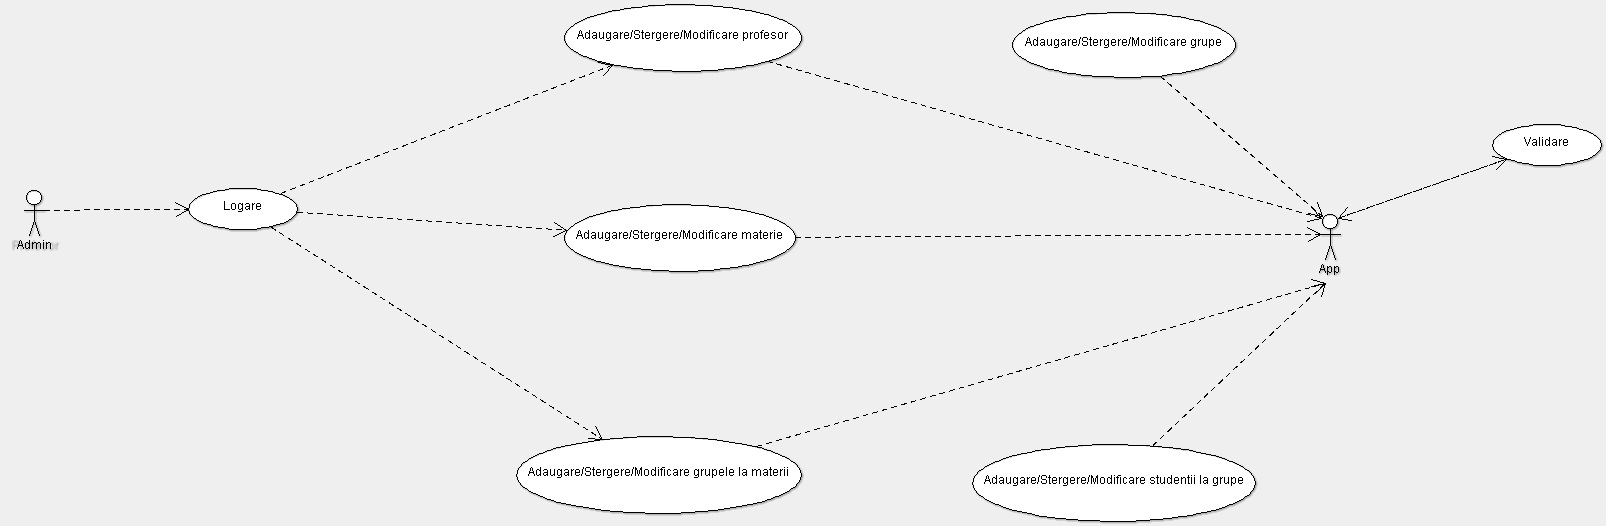 Adaugare/Stergere/Modificare profesor
Adaugare/Stergere/Modificare grupe
Validare
Logare
Adaugare/Stergere/Modificare materie
Admin
App
Adaugare/Stergere/Modificare grupele la materii
Adaugare/Stergere/Modificare studentii la grupe